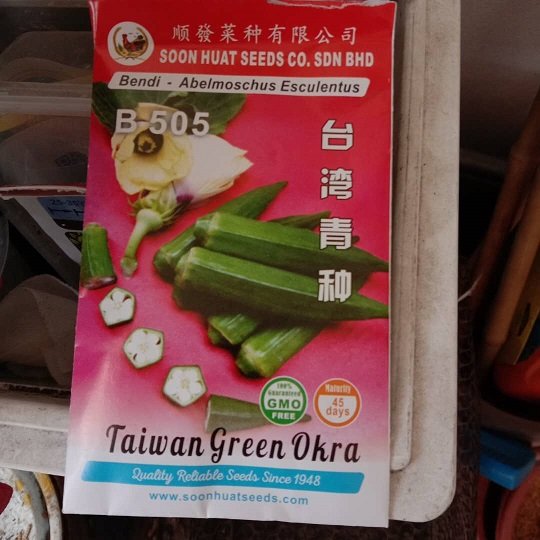 順發菜种有限公司
SOON HUAT SEEDS CO. SDN BHD
Bendi - Abelmoschus Esculentus
B-505
台湾青种
100%
Guaranteed
GMO
FREE
Maturity
45
days
Taiwan Green Okra
Quality Reliable Seeds Since 1948
www.soonhuatseeds.com